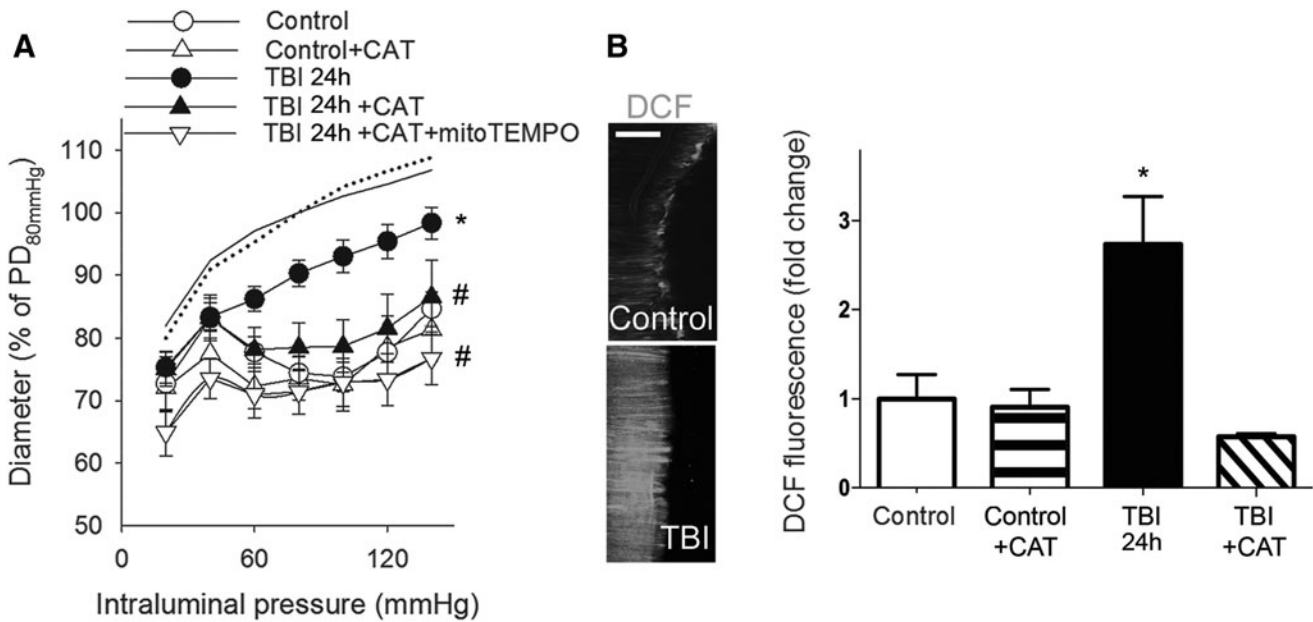 A
Control
Control+CAT
TBI 24h
TBI 24h +CAT
TBI 24h +CAT+mitoTEMPO
Diameter (% of PD80mmHg)
110
100
90
80
70
60
50
*
#
#
0
60
120
Intraluminal pressure (mmHg)
B
DCF
Control
TBI
DCF fluorescence (fold change)
3
2
1
0
*
Control
Control
+CAT
TBI
24h
TBI
+CAT